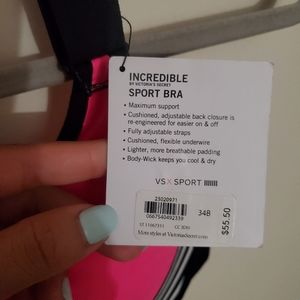 INCREDIBLE
BY VICTORIA'S SECRET
SPORT BRA
• Maximum support
• Cushioned, adjustable back closure is
re-engineered for easier on & off
• Fully adjustable straps
• Cushioned, flexible underwire
• Lighter, more breathable padding
• Body-Wick keeps you cool & dry
VSX SPORT
23020971
0667540492339
34B
$55.50
More styles at VictoriasSecret.com